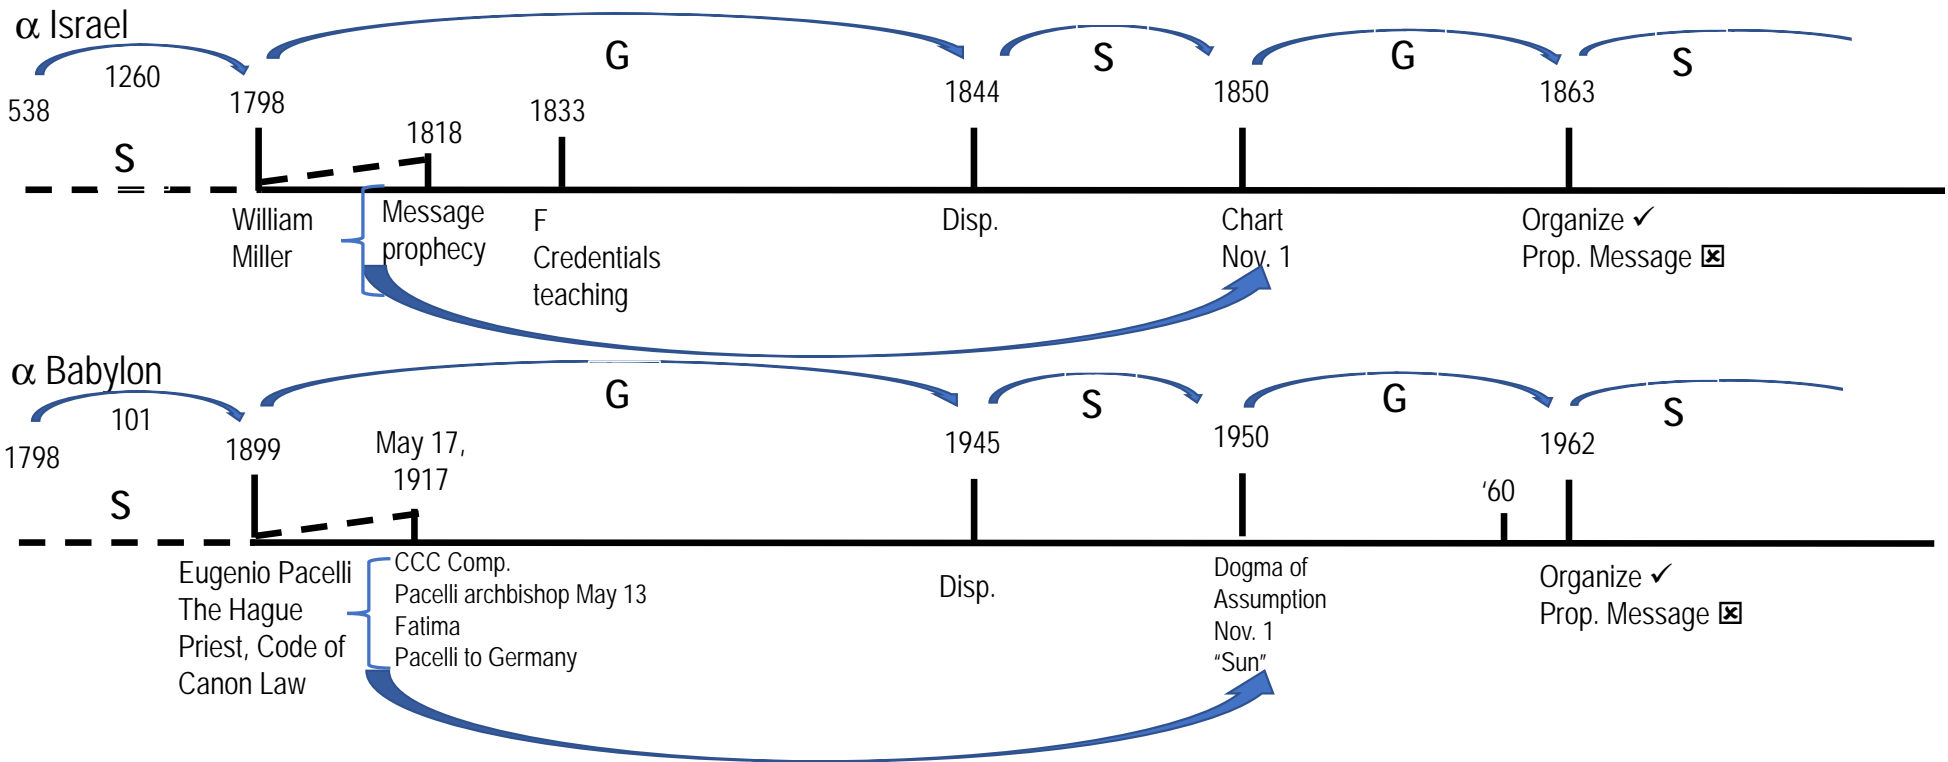 α Israel
G
S
G
S
1260
538
1798
1818
1833
1844
1850
1863
S
William
Miller
Message
prophecy
F
Credentials
teaching
Disp.
Chart
Nov. 1
Organize ✓
Prop. Message ☒
α Babylon
G
S
G
S
101
1798
1899
May 17,
1917
1945
1950
'60
1962
S
Eugenio Pacelli
The Hague
Priest, Code of
Canon Law
CCC Comp.
Pacelli archbishop May 13
Fatima
Pacelli to Germany
Disp.
Dogma of
Assumption
Nov. 1
“Sun”
Organize ✓
Prop. Message ☒